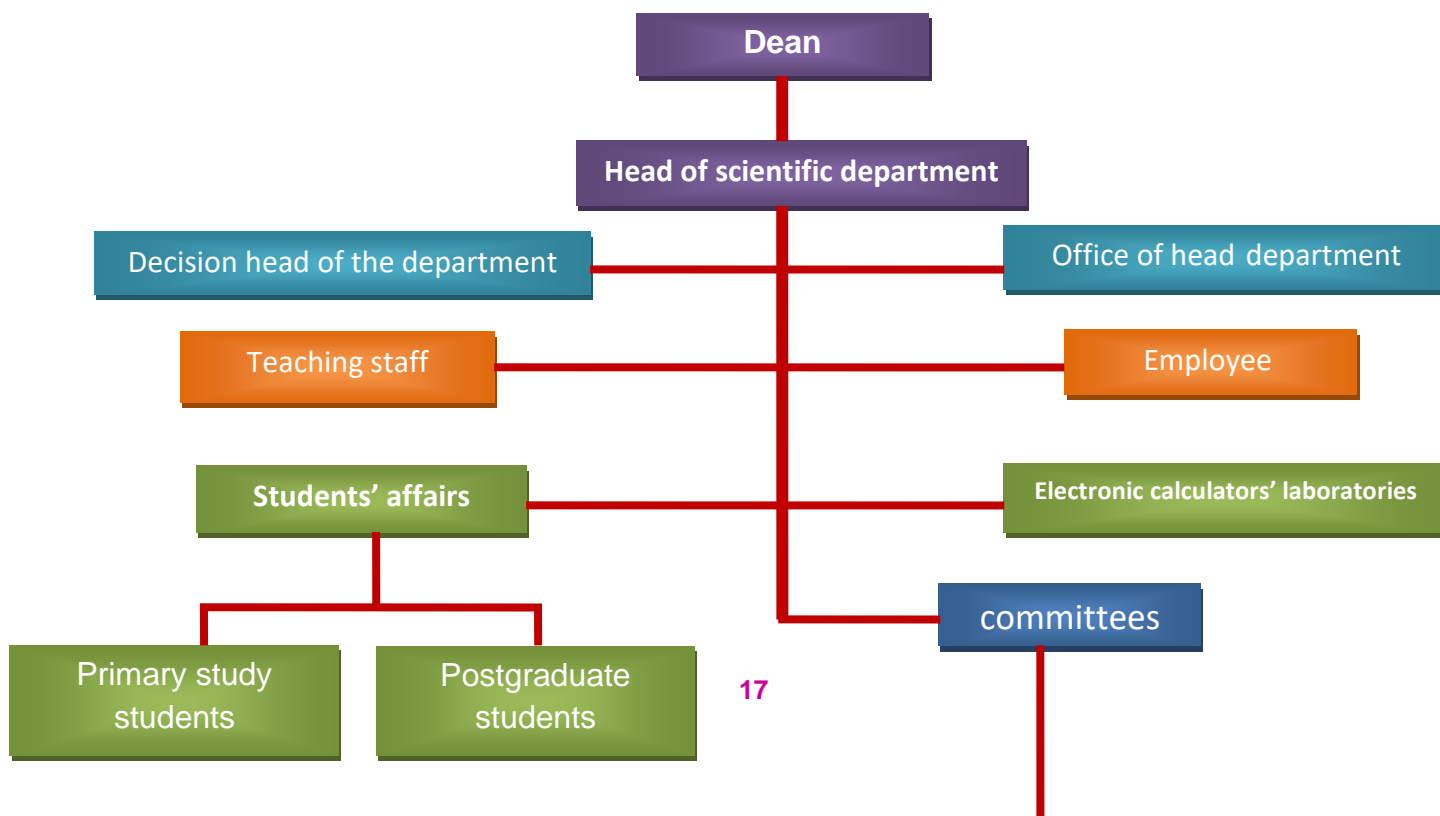 Dean
Head of scientific department
Decision head of the department
Office of head department
Teaching staff
Employee
Students’ affairs
Electronic calculators’ laboratories
committees
Primary study
students
Postgraduate
students
17